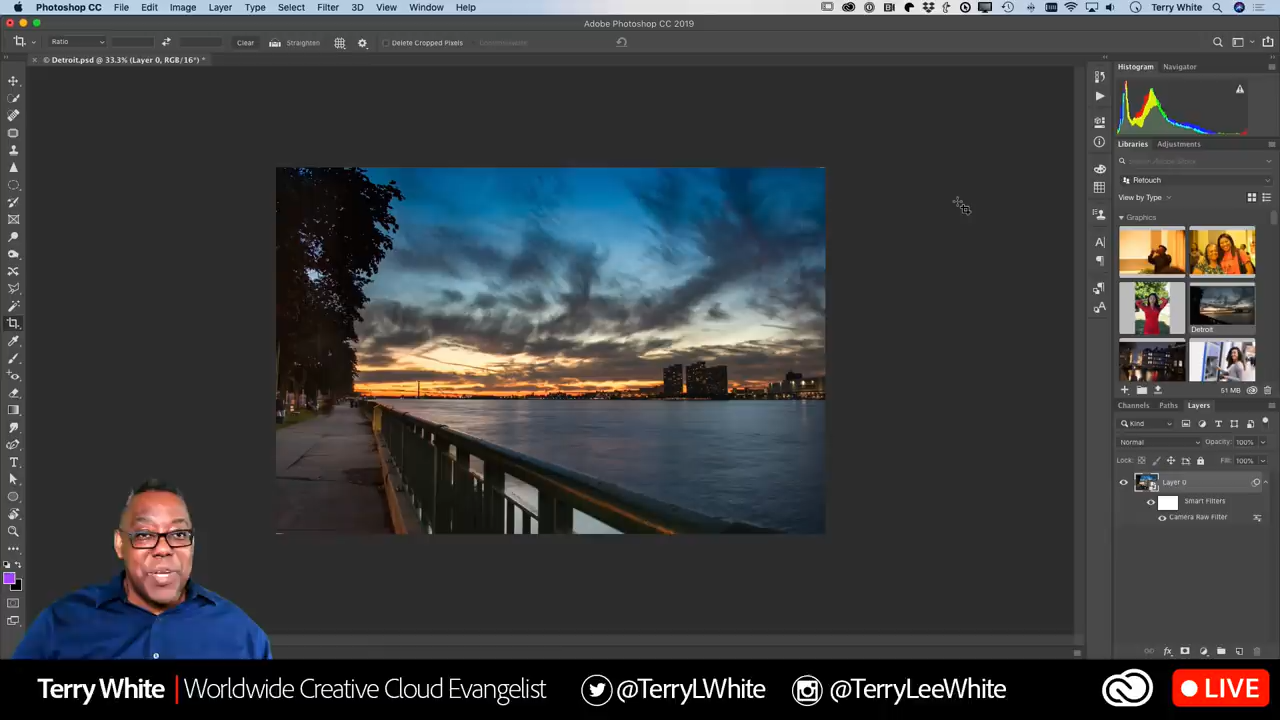 Photoshop CC File Edit Image Layer Type Select Filter 3D View Window Help Terry White
Adobe Photoshop CC 2019
Ratio Clear Straighten Delete Cropped Pixels
× © Detroit.psd @ 33.3% (Layer 0, RGB/16*) *
Histogram Navigator
Libraries Adjustments
Retouch
View by Type
Graphics
Detroit
51 MB
Channels Paths Layers
Kind
Normal Opacity: 100%
Lock: Fill: 100%
Layer 0
Smart Filters
Camera Raw Filter
Terry White | Worldwide Creative Cloud Evangelist @TerryLWhite @TerryLeeWhite LIVE